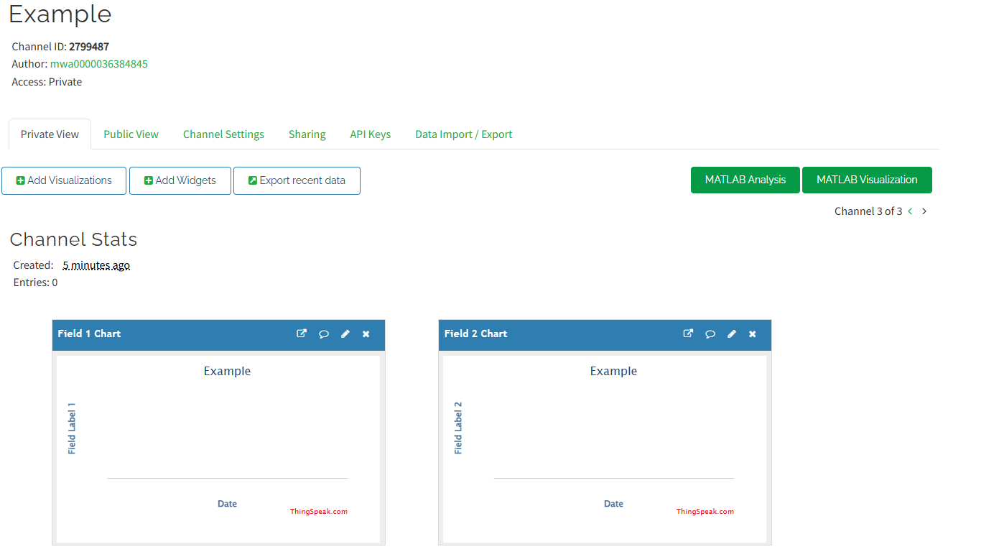 Example
Channel ID: 2799487
Author: mwa0000036384845
Access: Private
Private View Public View Channel Settings Sharing API Keys Data Import / Export
Add Visualizations Add Widgets Export recent data MATLAB Analysis MATLAB Visualization
Channel 3 of 3 < >
Channel Stats
Created: 5 minutes ago
Entries: 0
Field 1 Chart
Example
Field Label 1
Date
ThingSpeak.com
Field 2 Chart
Example
Field Label 2
Date
ThingSpeak.com